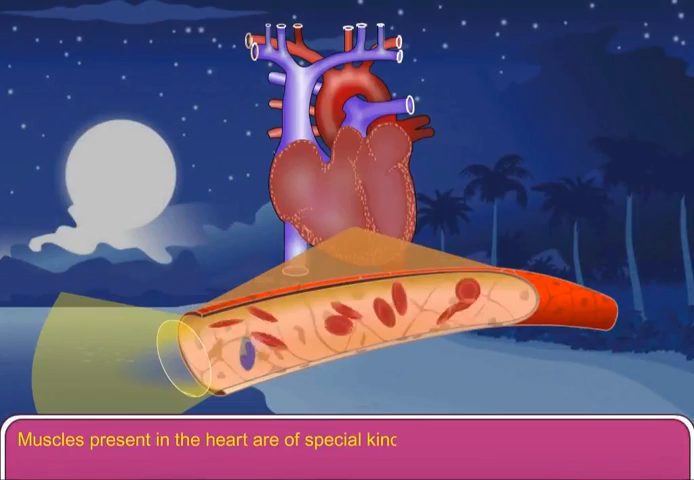 Muscles present in the heart are of special kinc